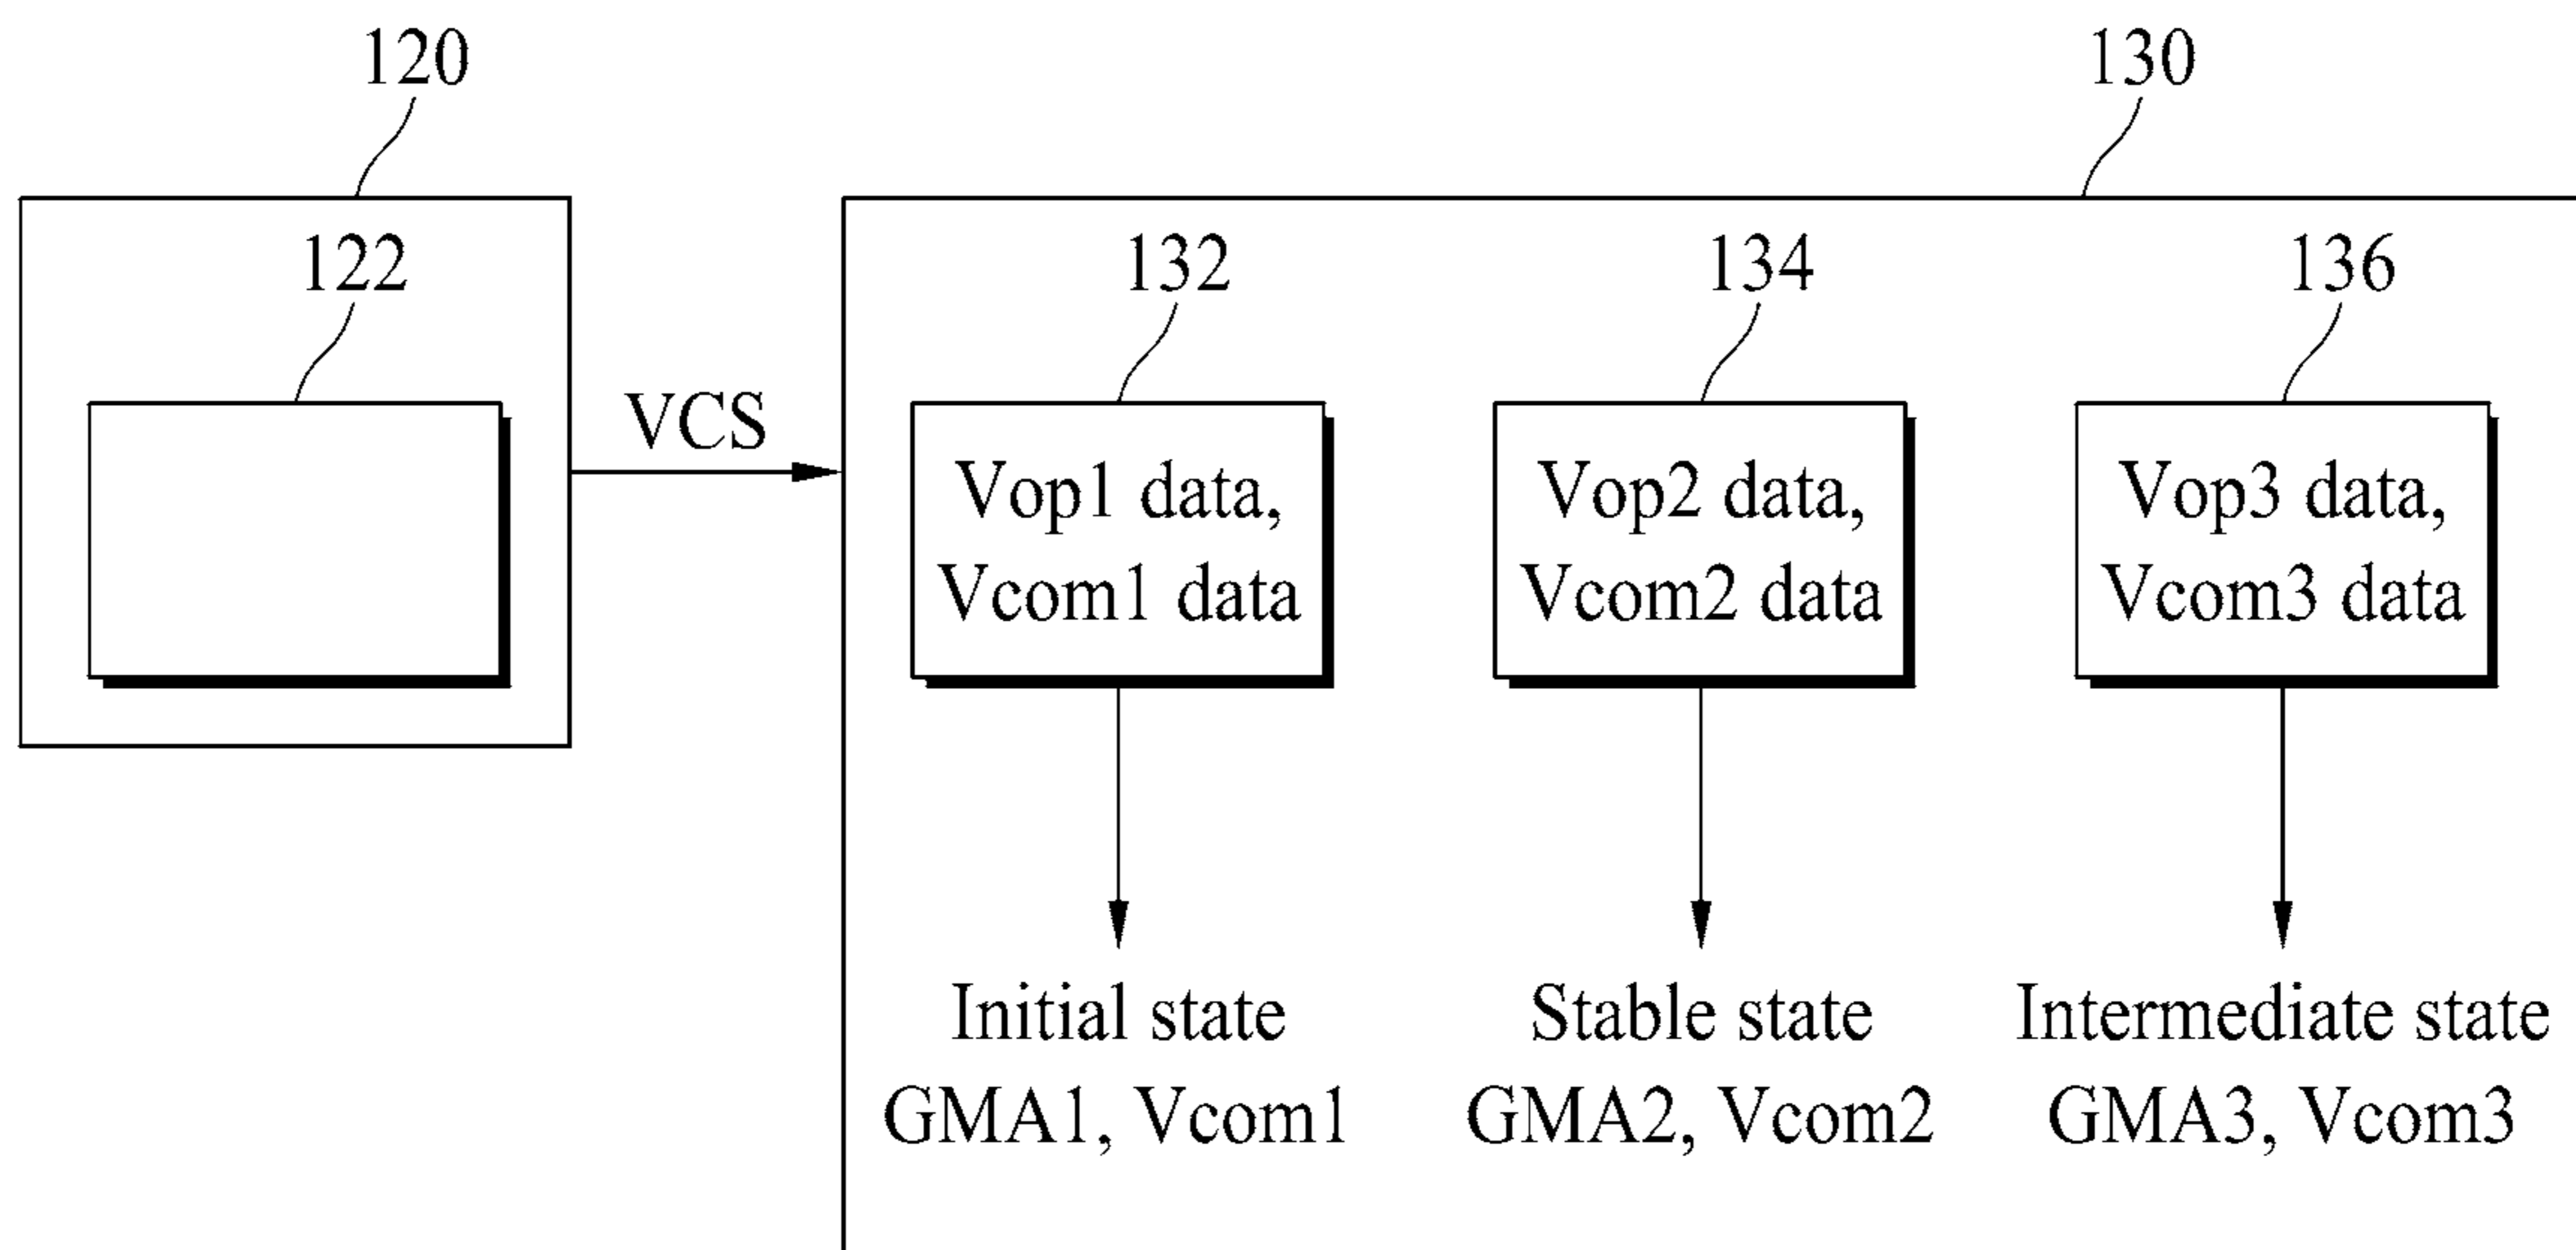 120
130
122
132
134
136
VCS
Vop1 data,
Vcom1 data
Vop2 data,
Vcom2 data
Vop3 data,
Vcom3 data
Initial state
GMA1, Vcom1
Stable state
GMA2, Vcom2
Intermediate state
GMA3, Vcom3